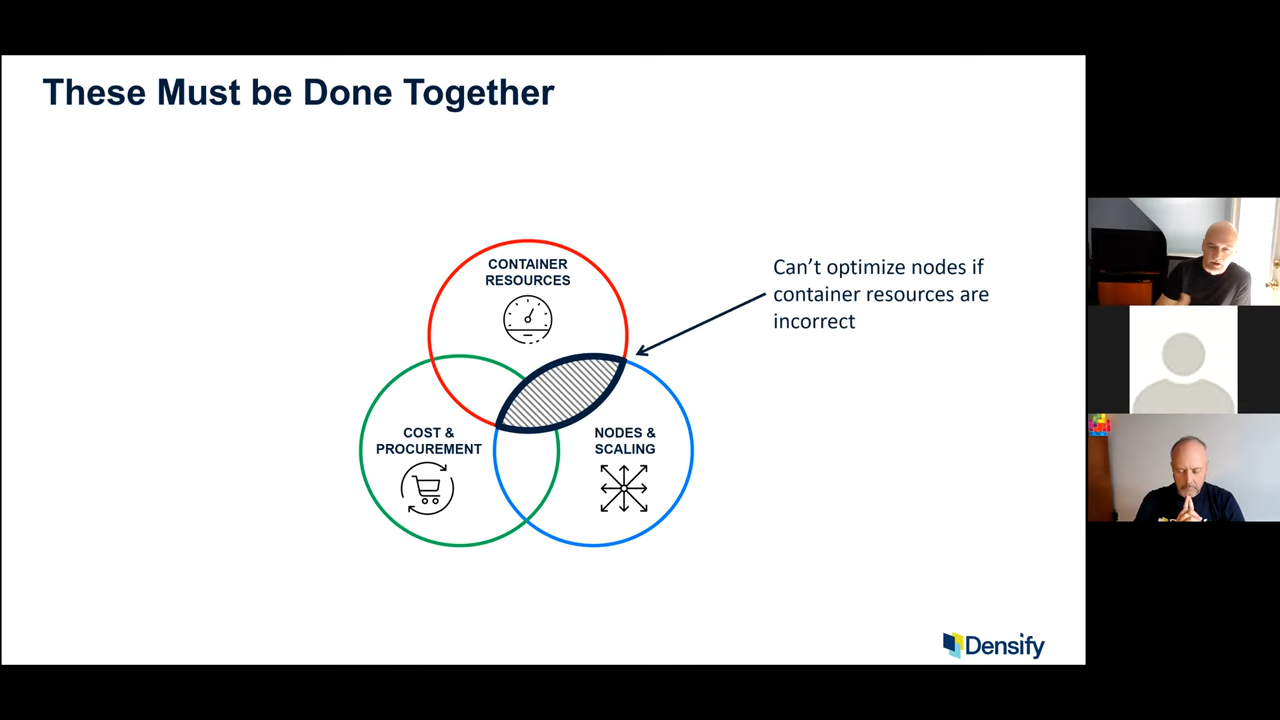 These Must be Done Together
CONTAINER
RESOURCES
Can’t optimize nodes if
container resources are
incorrect
COST &
PROCUREMENT
NODES &
SCALING
Densify